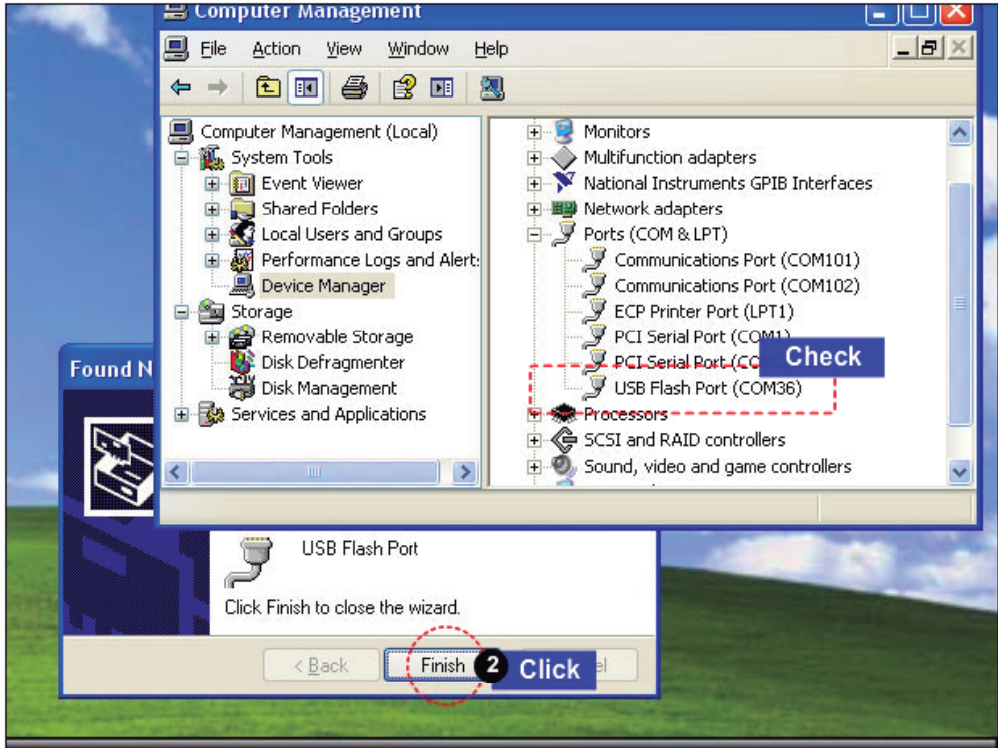 Computer Management
File Action View Window Help
Computer Management (Local)
System Tools
Event Viewer
Shared Folders
Local Users and Groups
Performance Logs and Alert
Device Manager
Storage
Removable Storage
Disk Defragmenter
Disk Management
Services and Applications
Monitors
Multifunction adapters
National Instruments GPIB Interfaces
Network adapters
Ports (COM & LPT)
Communications Port (COM101)
Communications Port (COM102)
ECP Printer Port (LPT1)
PCI Serial Port (COM1)
PCI Serial Port (COM
Check
USB Flash Port (COM36)
Processors
SCSI and RAID controllers
Sound, video and game controllers
Found N
USB Flash Port
Click Finish to close the wizard.
< Back Finish 2 Click el